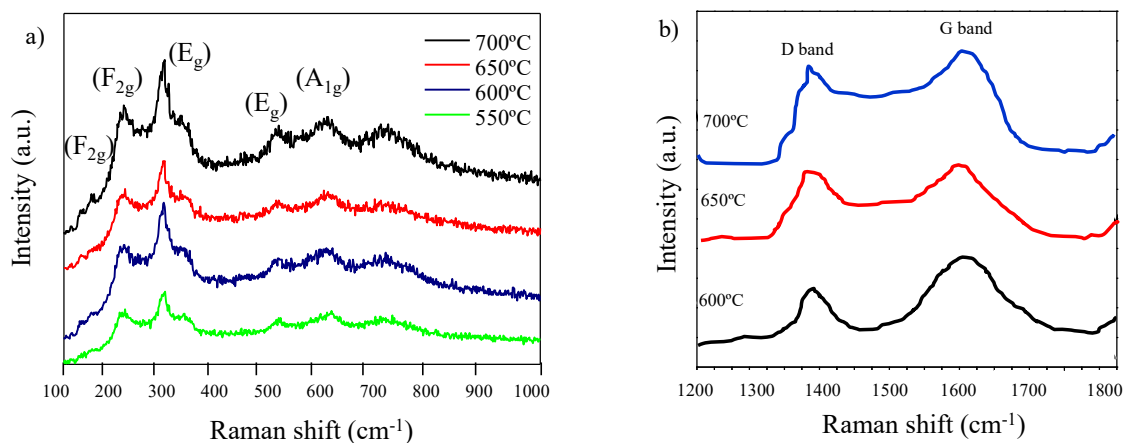 a)
(F2g)
(F2g)
(Eg)
(Eg)
(A1g)
700ºC
650ºC
600ºC
550ºC
Intensity (a.u.)
100 200 300 400 500 600 700 800 900 1000
Raman shift (cm-1)
b)
D band
G band
700ºC
650ºC
600ºC
Intensity (a.u.)
1200 1300 1400 1500 1600 1700 1800
Raman shift (cm-1)